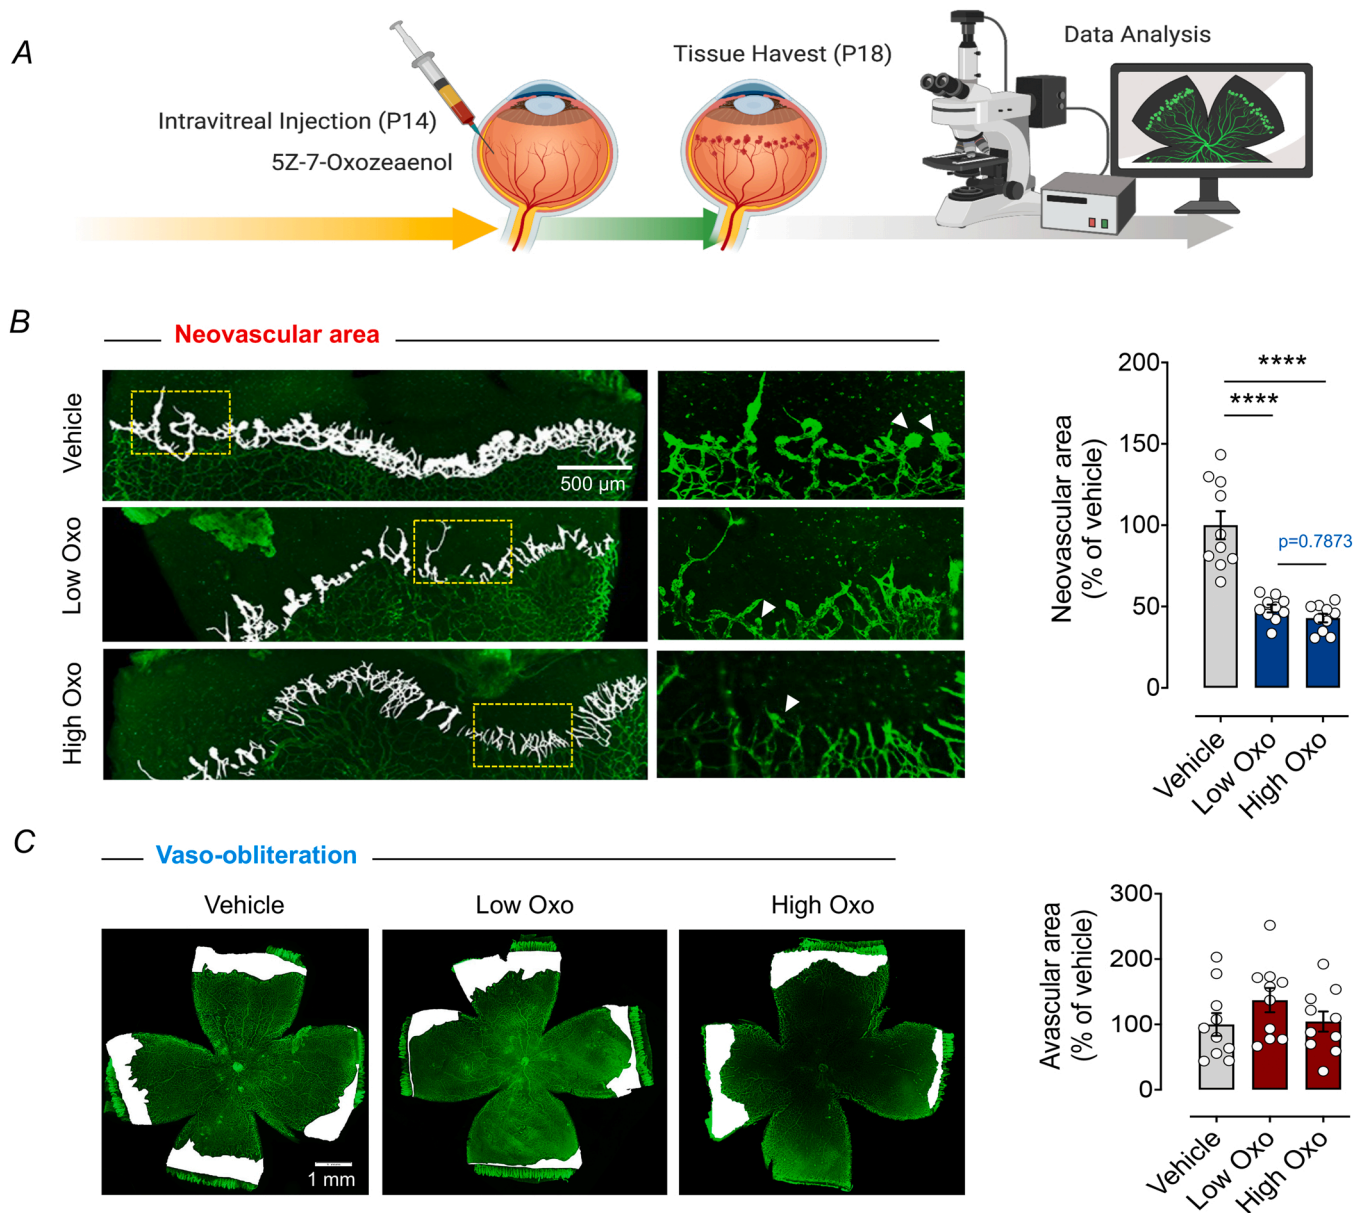 A
Intravitreal Injection (P14)
5Z-7-Oxozeaenol
Tissue Havest (P18)
Data Analysis
B
Neovascular area
Vehicle
500 µm
Low Oxo
High Oxo
Neovascular area
(% of vehicle)
200
150
100
50
0
****
****
p=0.7873
Vehicle
Low Oxo
High Oxo
C
Vaso-obliteration
Vehicle
Low Oxo
High Oxo
1 mm
Avascular area
(% of vehicle)
300
200
100
0
Vehicle
Low Oxo
High Oxo